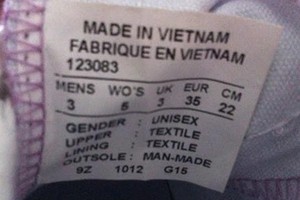 MADE IN VIETNAM
FABRIQUE EN VIETNAM
123083
MENS WO'S UK EUR CM
3 5 3 35 22
GENDER : UNISEX
UPPER : TEXTILE
LINING : TEXTILE
OUTSOLE : MAN-MADE
9Z 1012 G15